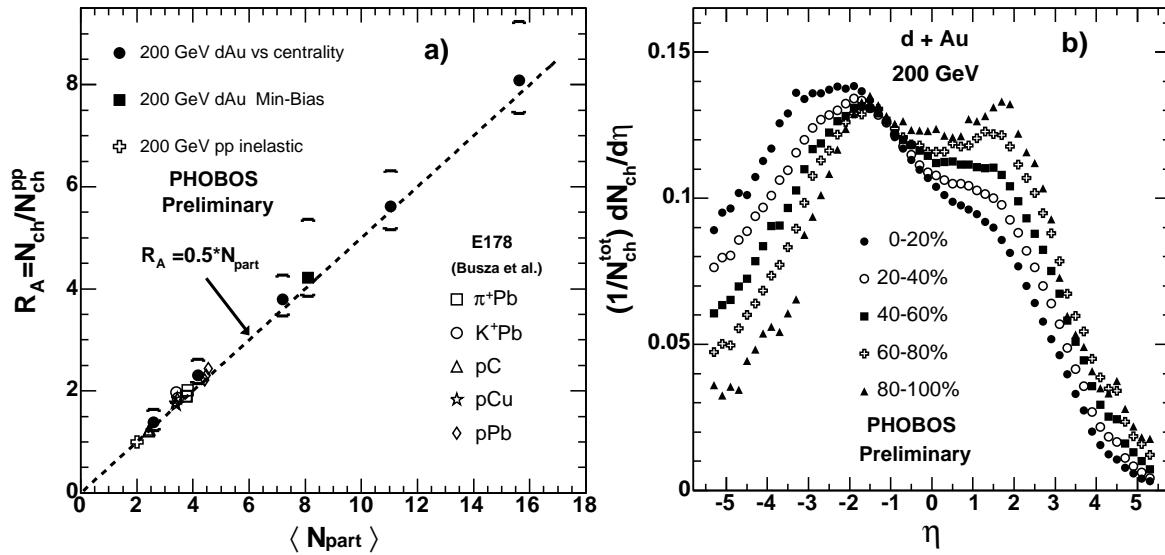 a)
200 GeV dAu vs centrality
200 GeV dAu Min-Bias
200 GeV pp inelastic
PHOBOS
Preliminary
R_A =0.5*N_part
E178
(Busza et al.)
π⁺Pb
K⁺Pb
pC
pCu
pPb
R_A=N_ch/N_ch^pp
0 2 4 6 8
0 2 4 6 8 10 12 14 16 18
⟨ Npart ⟩
d + Au
200 GeV
b)
0-20%
20-40%
40-60%
60-80%
80-100%
PHOBOS
Preliminary
(1/N_ch^tot) dN_ch/dη
0 0.05 0.1 0.15
-5 -4 -3 -2 -1 0 1 2 3 4 5
η